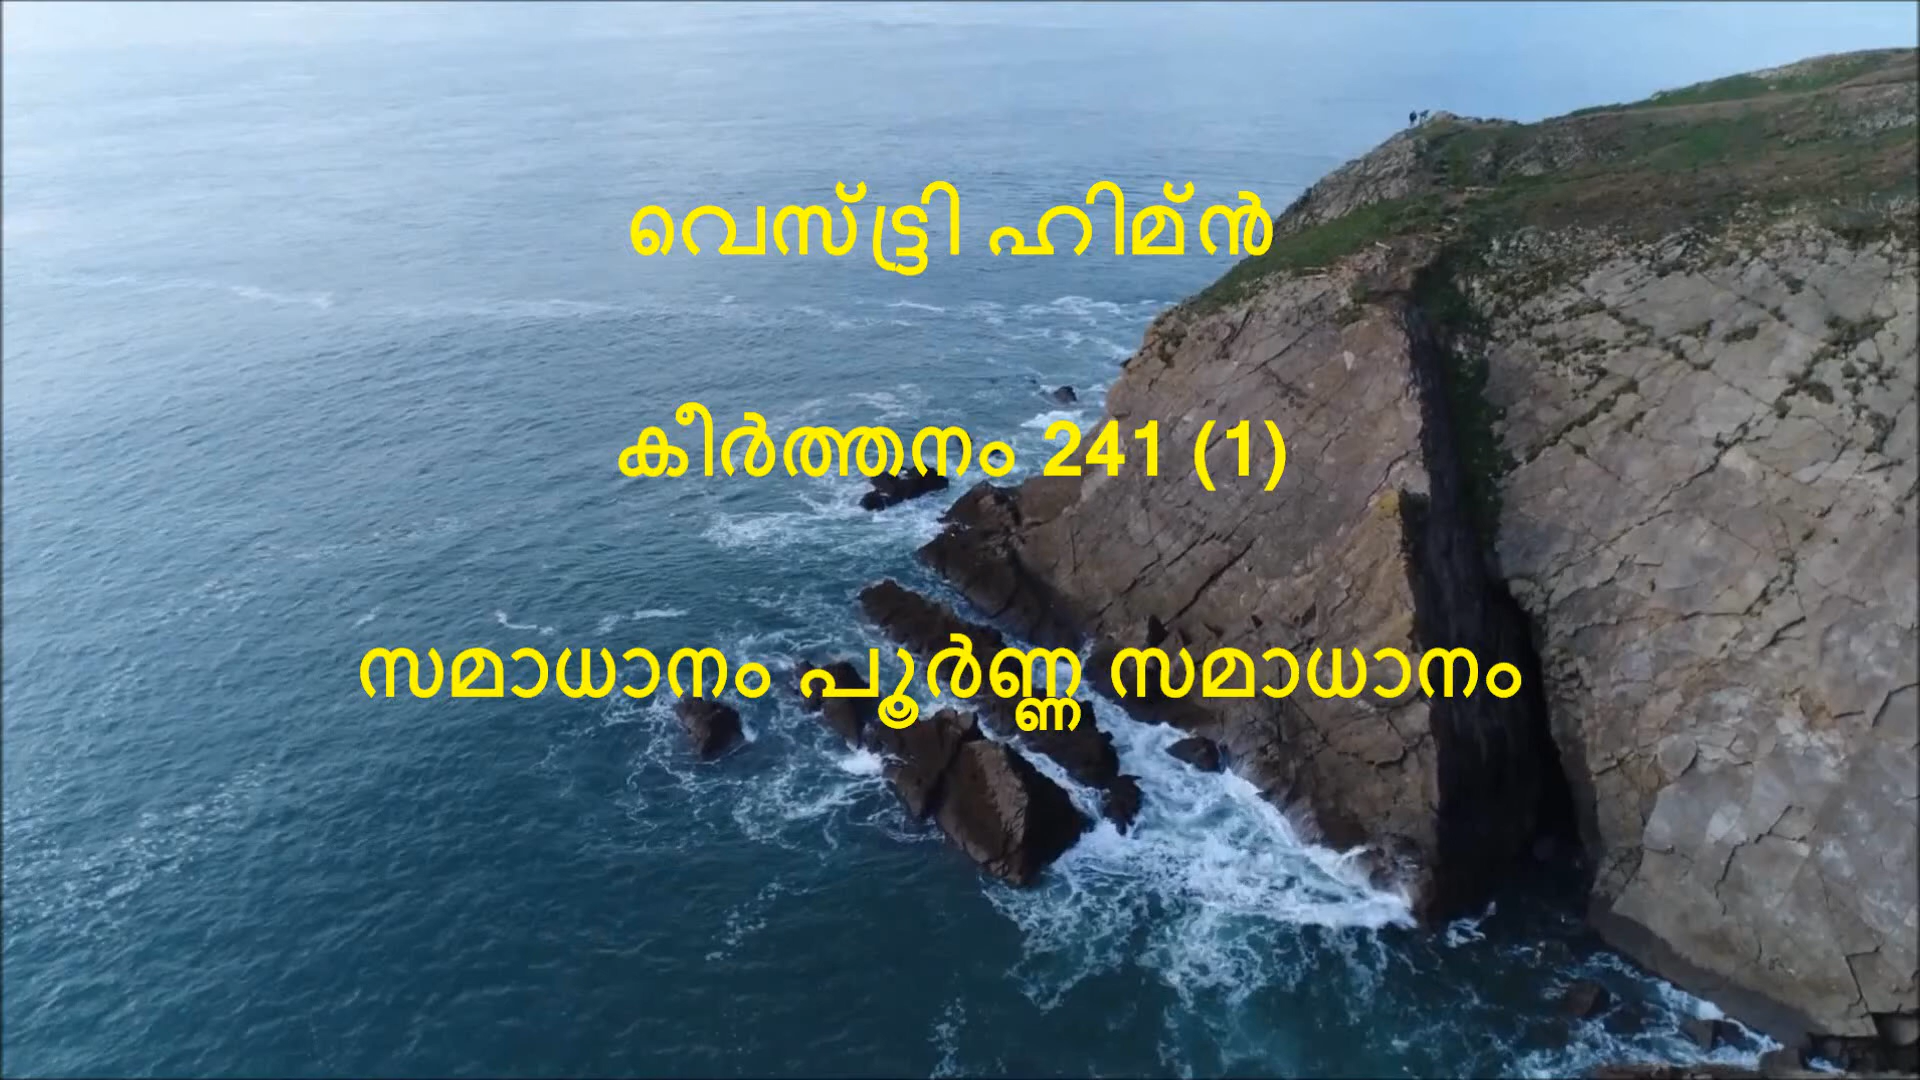 വെസ്ട്രി ഹിമ്ൻ
കീർത്തനം 241 (1)
സമാധാനം പൂർണ്ണ സമാധാനം